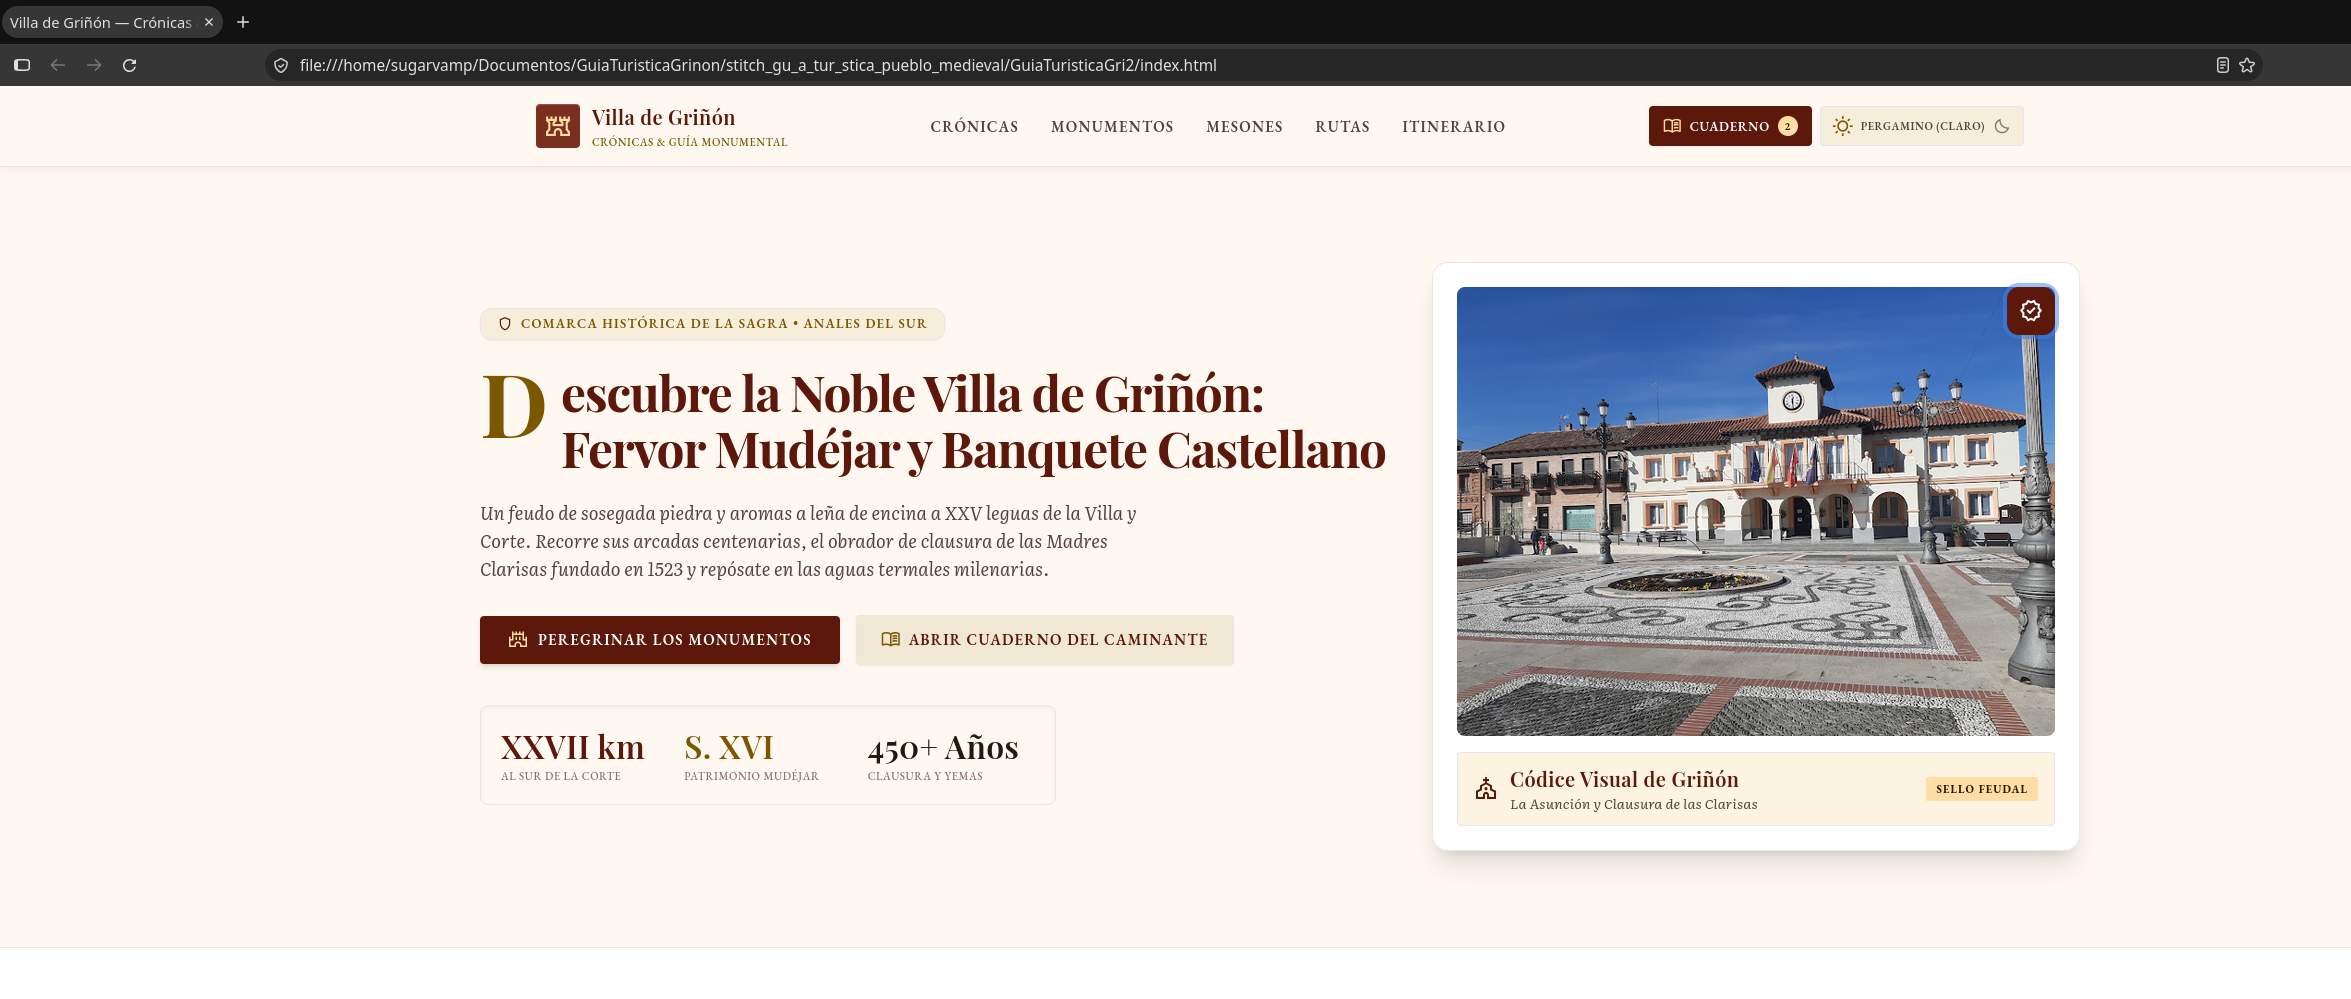 Villa de Griñón — Crónicas
file:///home/sugarvamp/Documentos/GuiaTuristicaGrinon/stitch_gu_a_tur_stica_pueblo_medieval/GuiaTuristicaGri2/index.html
Villa de Griñón
CRÓNICAS & GUÍA MONUMENTAL
CRÓNICAS MONUMENTOS MESONES RUTAS ITINERARIO
CUADERNO 2
PERGAMINO (CLARO)
COMARCA HISTÓRICA DE LA SAGRA • ANALES DEL SUR
Descubre la Noble Villa de Griñón:
Fervor Mudéjar y Banquete Castellano
Un feudo de sosegada piedra y aromas a leña de encina a XXV leguas de la Villa y
Corte. Recorre sus arcadas centenarias, el obrador de clausura de las Madres
Clarisas fundado en 1523 y repósate en las aguas termales milenarias.
PEREGRINAR LOS MONUMENTOS
ABRIR CUADERNO DEL CAMINANTE
XXVII km
AL SUR DE LA CORTE
S. XVI
PATRIMONIO MUDÉJAR
450+ Años
CLAUSURA Y YEMAS
Códice Visual de Griñón
La Asunción y Clausura de las Clarisas
SELLO FEUDAL